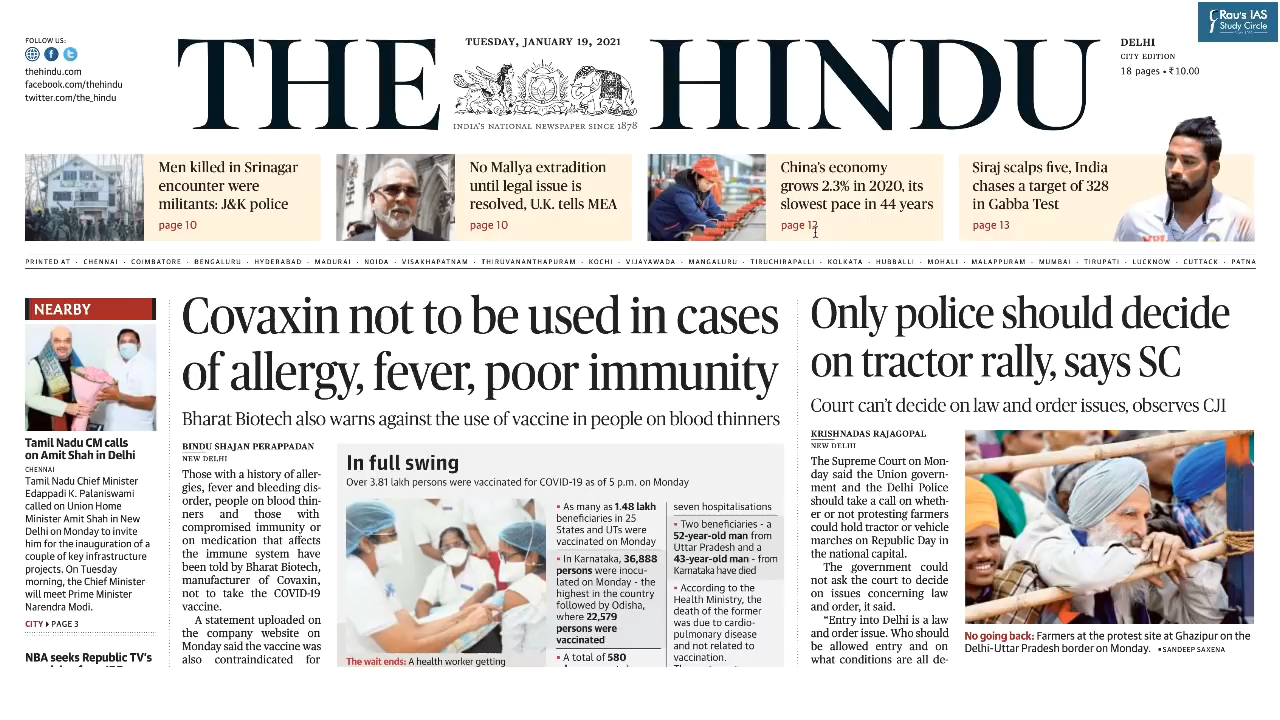 Rau's IAS
Study Circle
FOLLOW US:
thehindu.com
facebook.com/thehindu
twitter.com/the_hindu
THE HINDU
TUESDAY, JANUARY 19, 2021
INDIA'S NATIONAL NEWSPAPER SINCE 1878
DELHI
CITY EDITION
18 pages • ₹10.00
Men killed in Srinagar
encounter were
militants: J&K police
page 10
No Mallya extradition
until legal issue is
resolved, U.K. tells MEA
page 10
China's economy
grows 2.3% in 2020, its
slowest pace in 44 years
page 12
Siraj scalps five, India
chases a target of 328
in Gabba Test
page 13
PRINTED AT · CHENNAI · COIMBATORE · BENGALURU · HYDERABAD · MADURAI · NOIDA · VISAKHAPATNAM · THIRUVANANTHAPURAM · KOCHI · VIJAYAWADA · MANGALURU · TIRUCHIRAPALLI · KOLKATA · HUBBALLI · MOHALI · MALAPPURAM · MUMBAI · TIRUPATI · LUCKNOW · CUTTACK · PATNA
NEARBY
Tamil Nadu CM calls
on Amit Shah in Delhi
CHENNAI
Tamil Nadu Chief Minister
Edappadi K. Palaniswami
called on Union Home
Minister Amit Shah in New
Delhi on Monday to invite
him for the inauguration of a
couple of key infrastructure
projects. On Tuesday
morning, the Chief Minister
will meet Prime Minister
Narendra Modi.
CITY ▸ PAGE 3
NBA seeks Republic TV's
Covaxin not to be used in cases
of allergy, fever, poor immunity
Bharat Biotech also warns against the use of vaccine in people on blood thinners
BINDU SHAJAN PERAPPADAN
NEW DELHI
Those with a history of aller-
gies, fever and bleeding dis-
order, people on blood thin-
ners and those with
compromised immunity or
on medication that affects
the immune system have
been told by Bharat Biotech,
manufacturer of Covaxin,
not to take the COVID-19
vaccine.
A statement uploaded on
the company website on
Monday said the vaccine was
also contraindicated for
In full swing
Over 3.81 lakh persons were vaccinated for COVID-19 as of 5 p.m. on Monday
The wait ends: A health worker getting
▪ As many as 1.48 lakh
beneficiaries in 25
States and UTs were
vaccinated on Monday
▪ In Karnataka, 36,888
persons were inocu-
lated on Monday - the
highest in the country
followed by Odisha,
where 22,579
persons were
vaccinated
▪ A total of 580
seven hospitalisations
▪ Two beneficiaries - a
52-year-old man from
Uttar Pradesh and a
43-year-old man - from
Karnataka have died
▪ According to the
Health Ministry, the
death of the former
was due to cardio-
pulmonary disease
and not related to
vaccination.
Only police should decide
on tractor rally, says SC
Court can't decide on law and order issues, observes CJI
KRISHNADAS RAJAGOPAL
NEW DELHI
The Supreme Court on Mon-
day said the Union govern-
ment and the Delhi Police
should take a call on wheth-
er or not protesting farmers
could hold tractor or vehicle
marches on Republic Day in
the national capital.
The government could
not ask the court to decide
on issues concerning law
and order, it said.
"Entry into Delhi is a law
and order issue. Who should
be allowed entry and on
what conditions are all de-
No going back: Farmers at the protest site at Ghazipur on the
Delhi-Uttar Pradesh border on Monday. ▪ SANDEEP SAXENA